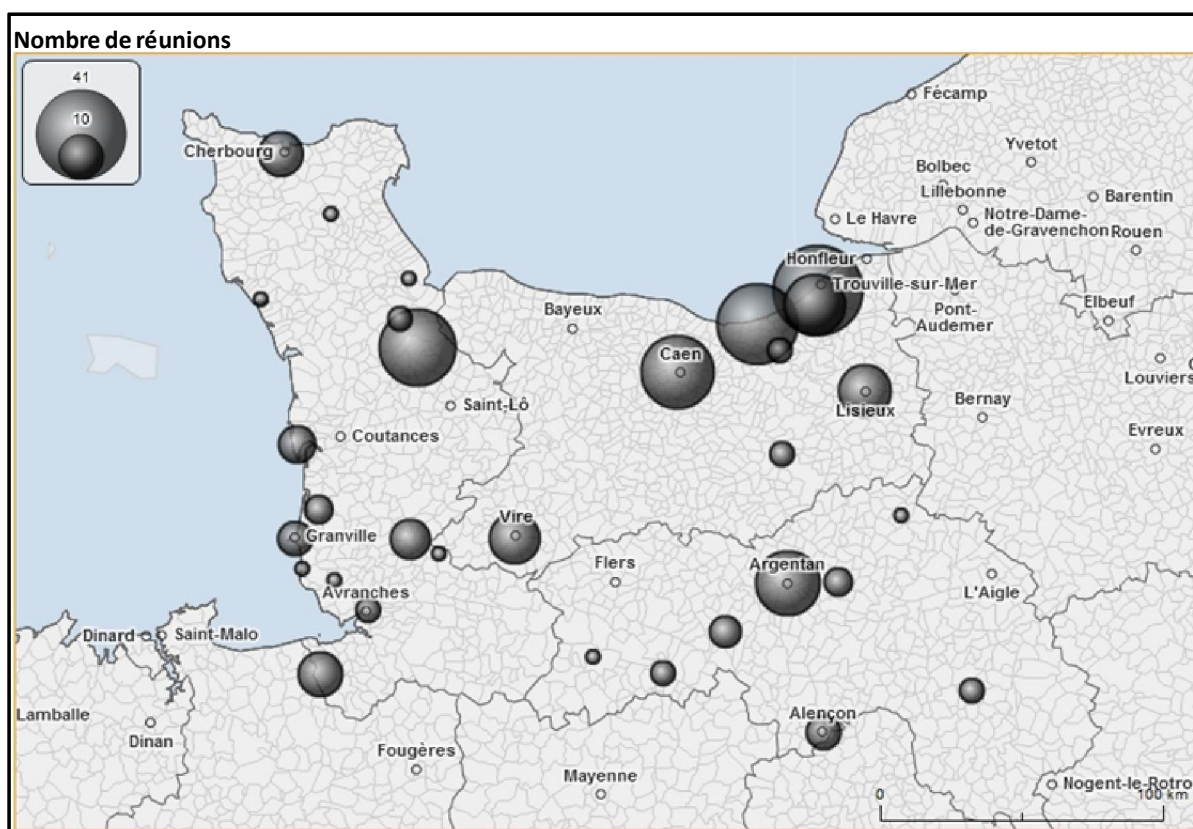 Nombre de réunions
41
10
Fécamp
Yvetot
Cherbourg
Bolbec
Lillebonne
Barentin
Le Havre
Notre-Dame-
de-Gravenchon
Rouen
Honfleur
Trouville-sur-Mer
Elbeuf
Bayeux
Pont-
Audemer
Caen
Louviers
Saint-Lô
Lisieux
Bernay
Coutances
Evreux
Vire
Granville
Flers
Argentan
L'Aigle
Avranches
Dinard
Saint-Malo
Lamballe
Alençon
Dinan
Fougères
Mayenne
Nogent-le-Rotro
0
100 km